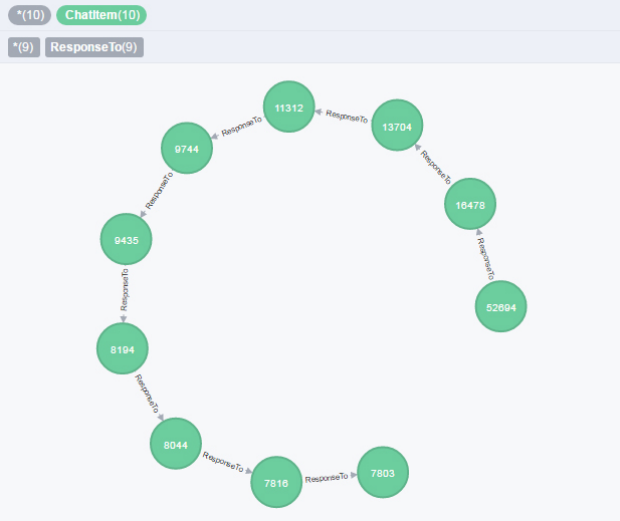 *(10) ChatItem(10)
*(9) ResponseTo(9)
11312
ResponseTo
13704
ResponseTo
9744
ResponseTo
ResponseTo
16478
9435
ResponseTo
ResponseTo
52694
8194
ResponseTo
8044
ResponseTo
7816
ResponseTo
7803